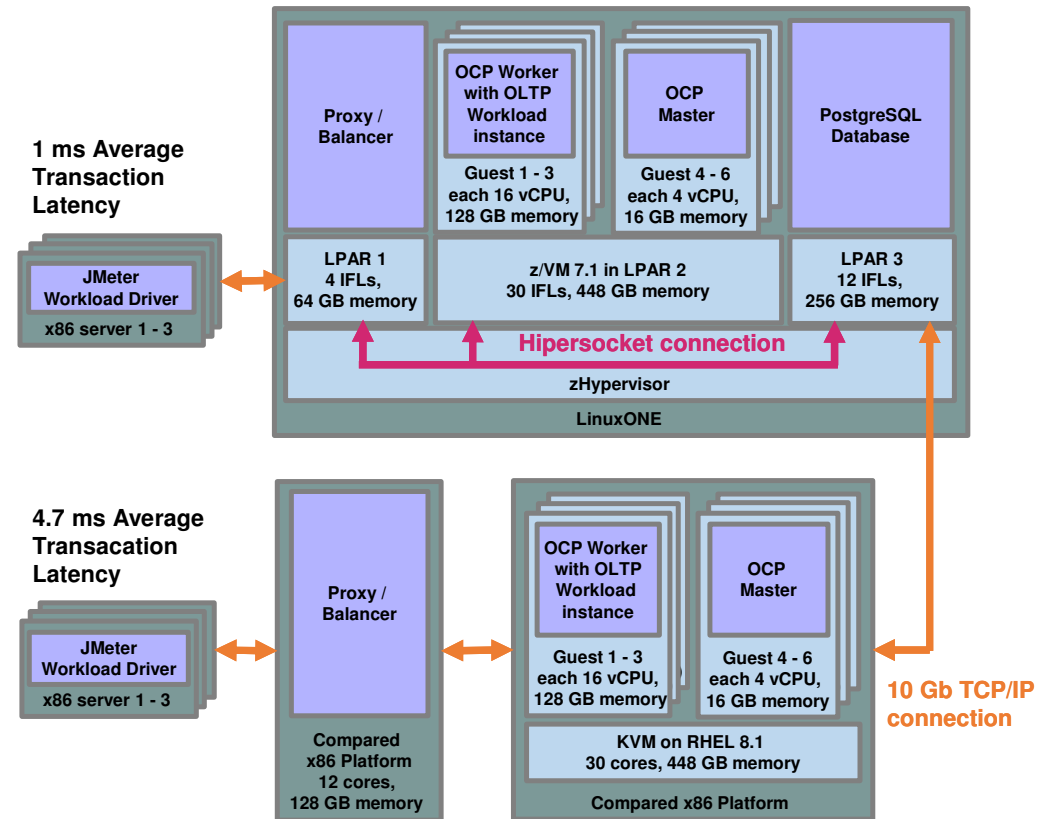 1 ms Average
Transaction
Latency
JMeter
Workload Driver
x86 server 1 - 3
Proxy /
Balancer
OCP Worker
with OLTP
Workload
instance
Guest 1 - 3
each 16 vCPU,
128 GB memory
OCP
Master
Guest 4 - 6
each 4 vCPU,
16 GB memory
PostgreSQL
Database
LPAR 1
4 IFLs,
64 GB memory
z/VM 7.1 in LPAR 2
30 IFLs, 448 GB memory
LPAR 3
12 IFLs,
256 GB memory
Hipersocket connection
zHypervisor
LinuxONE
4.7 ms Average
Transacation
Latency
JMeter
Workload Driver
x86 server 1 - 3
Proxy /
Balancer
Compared
x86 Platform
12 cores,
128 GB memory
OCP Worker
with OLTP
Workload
instance
Guest 1 - 3
each 16 vCPU,
128 GB memory
OCP
Master
Guest 4 - 6
each 4 vCPU,
16 GB memory
KVM on RHEL 8.1
30 cores, 448 GB memory
Compared x86 Platform
10 Gb TCP/IP
connection